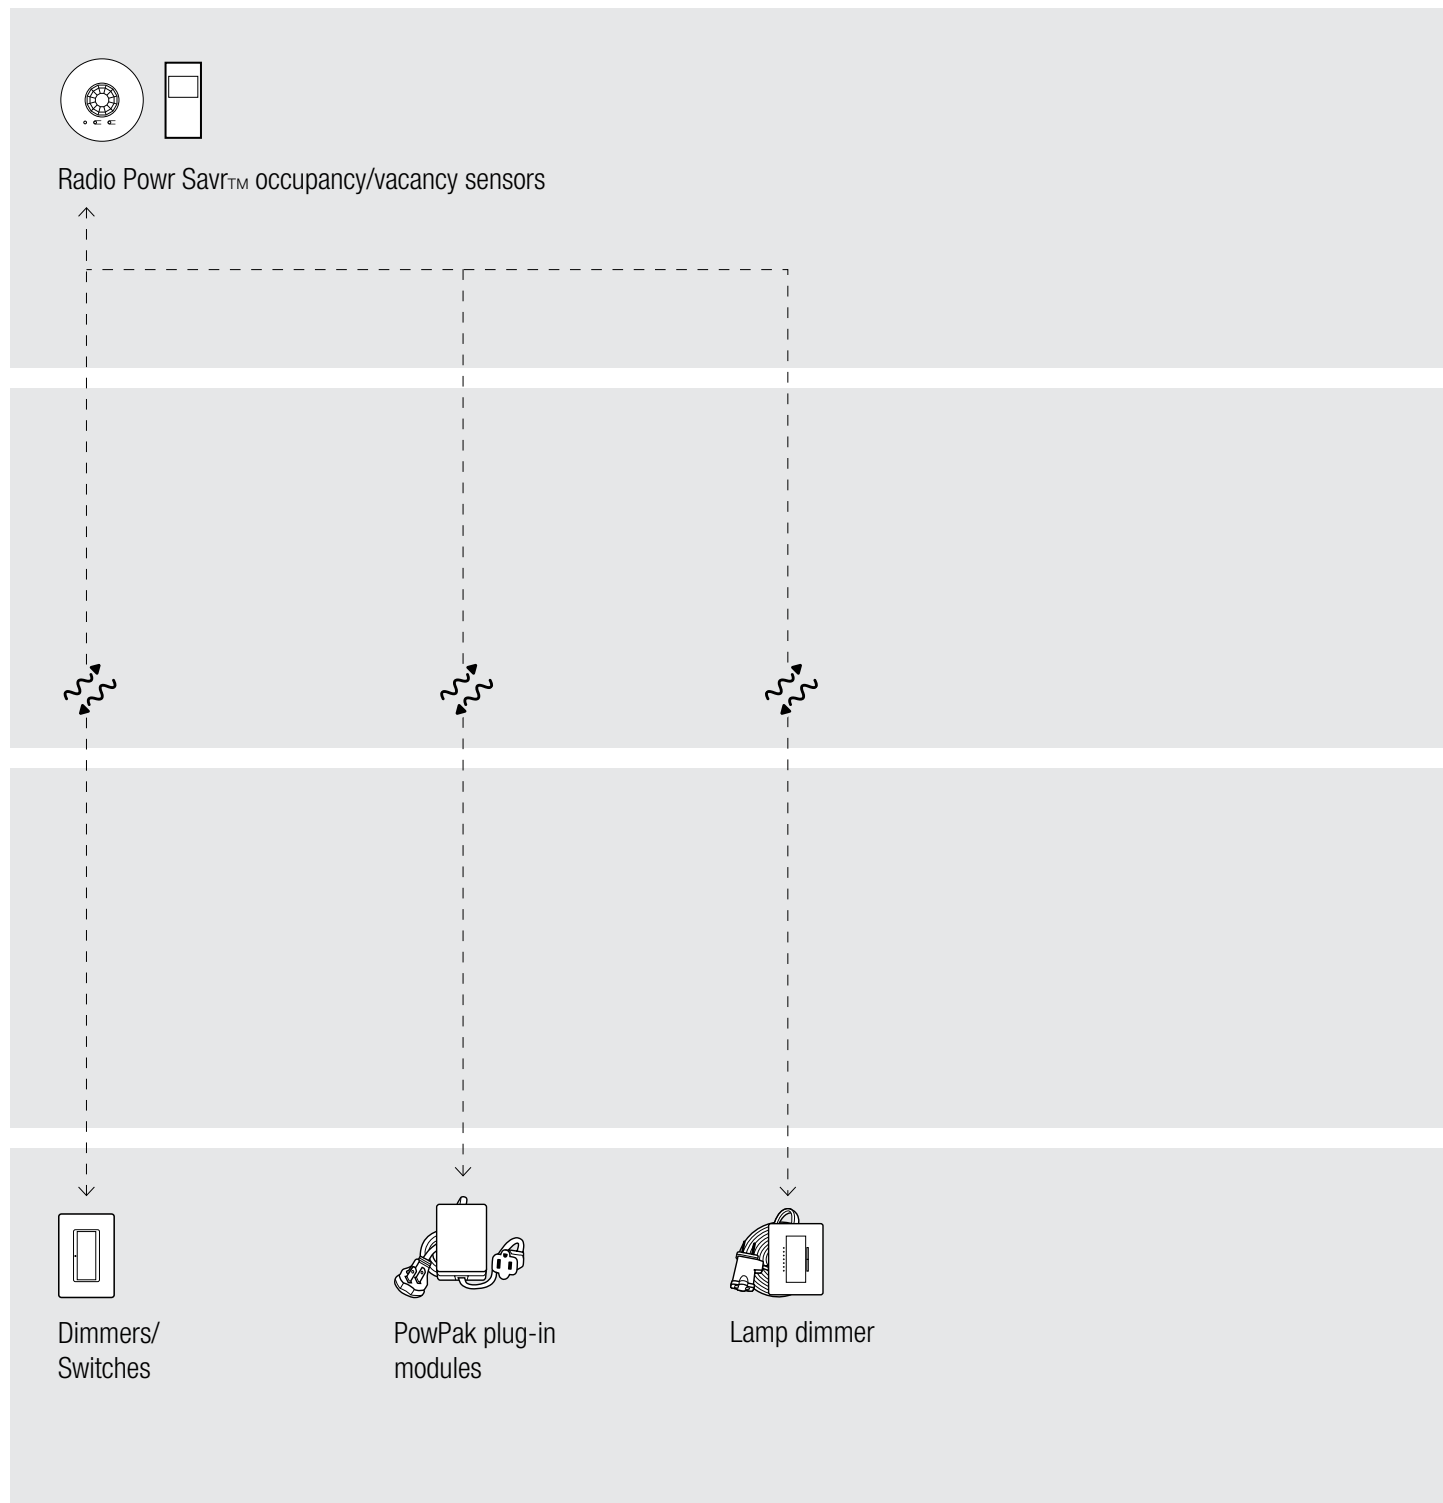 Radio Powr Savr™ occupancy/vacancy sensors
Dimmers/
Switches
PowPak plug-in
modules
Lamp dimmer